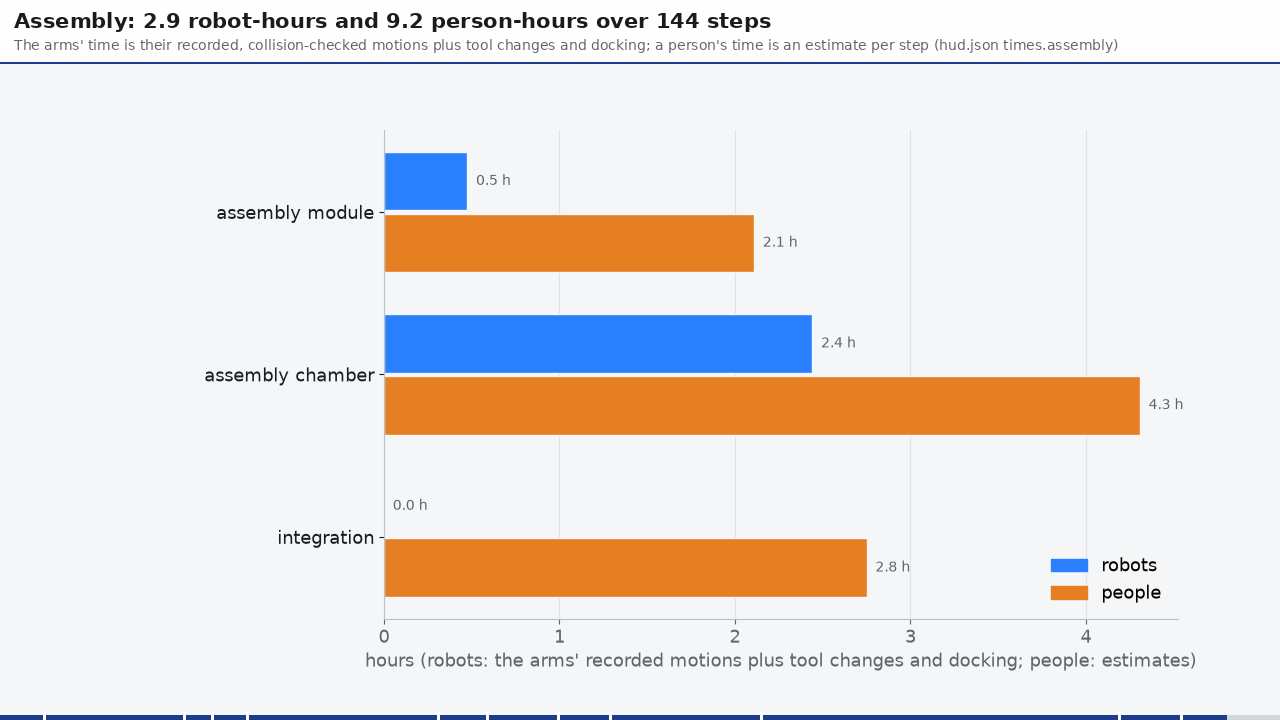 Assembly: 2.9 robot-hours and 9.2 person-hours over 144 steps
The arms' time is their recorded, collision-checked motions plus tool changes and docking; a person's time is an estimate per step (hud.json times.assembly)
0.5 h
assembly module
2.1 h
2.4 h
assembly chamber
4.3 h
0.0 h
integration
2.8 h
robots
people
0 1 2 3 4
hours (robots: the arms' recorded motions plus tool changes and docking; people: estimates)